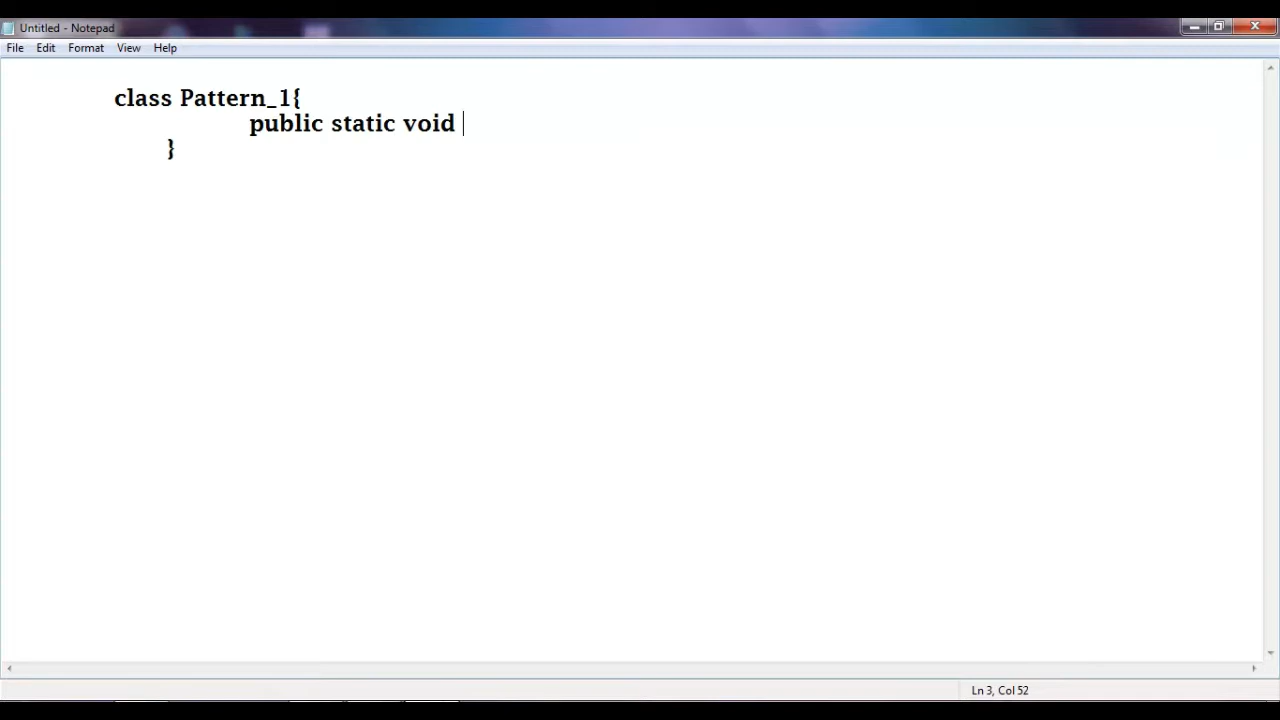 Untitled - Notepad
File Edit Format View Help
class Pattern_1{
public static void
}
Ln 3, Col 52